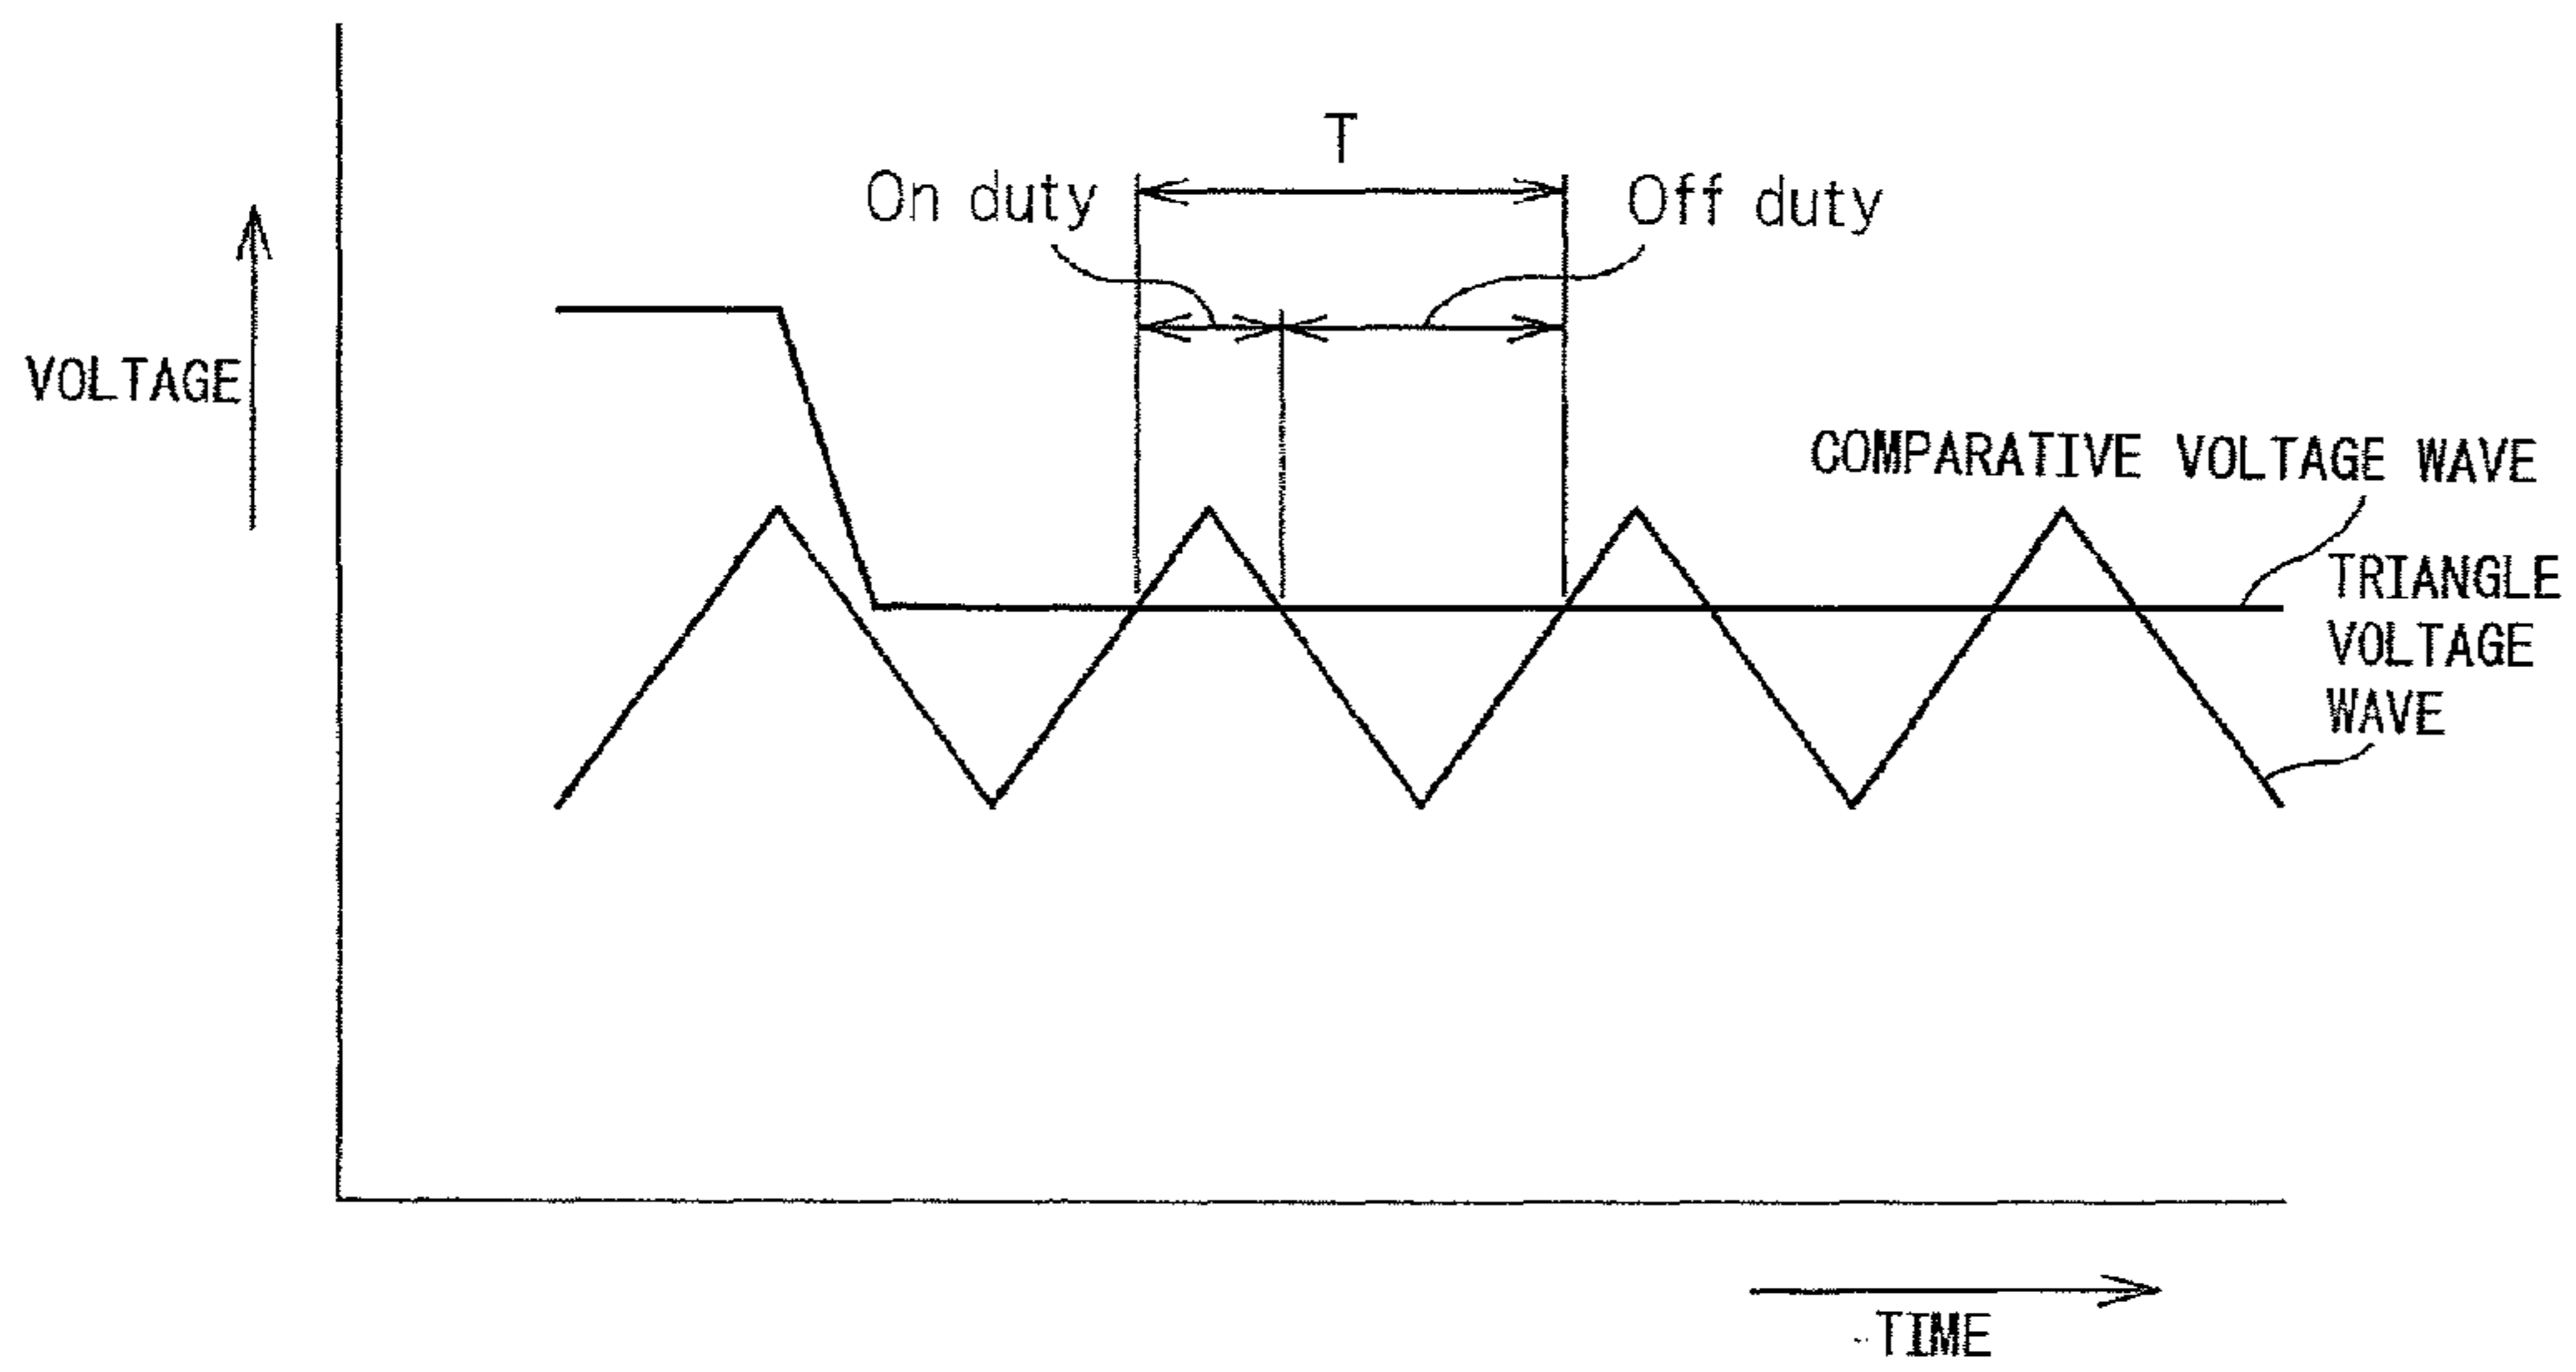 T
On duty
Off duty
VOLTAGE
COMPARATIVE VOLTAGE WAVE
TRIANGLE
VOLTAGE
WAVE
TIME